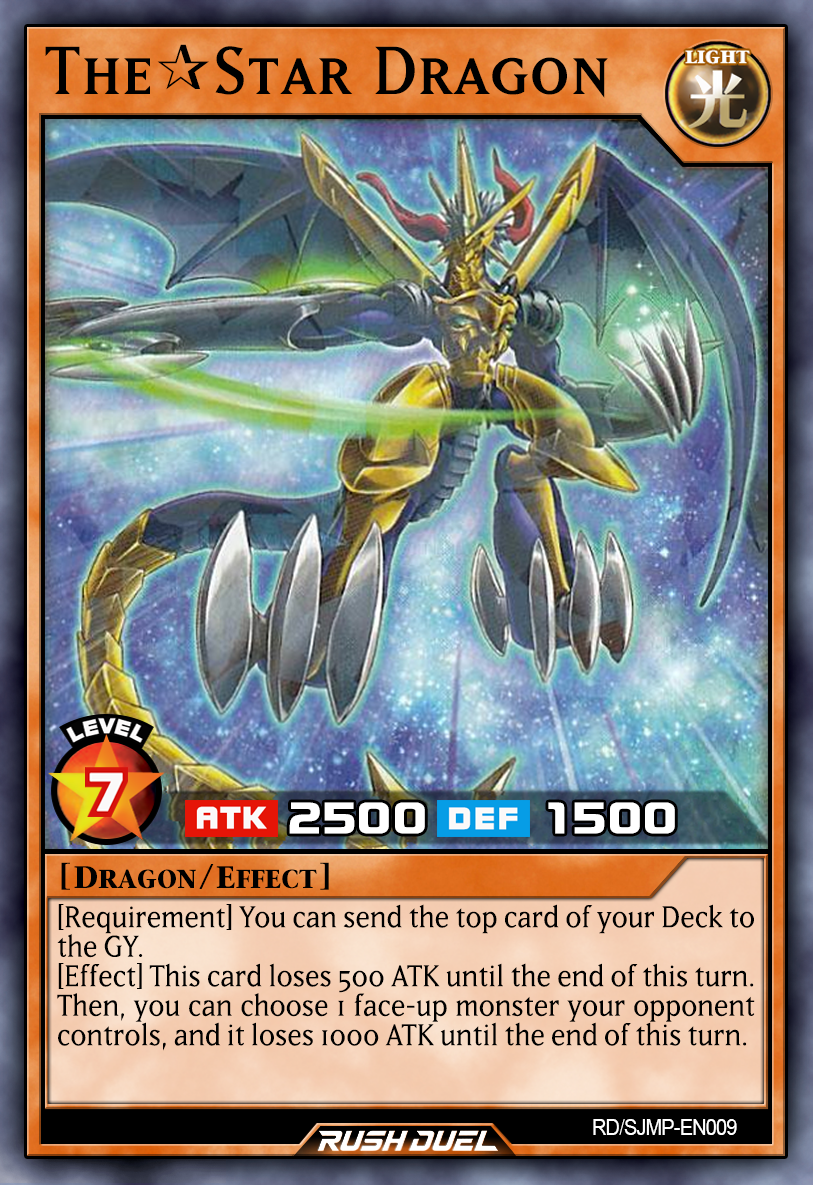 THE☆STAR DRAGON
LIGHT
光
LEVEL
7
ATK 2500 DEF 1500
[DRAGON/EFFECT]
[Requirement] You can send the top card of your Deck to
the GY.
[Effect] This card loses 500 ATK until the end of this turn.
Then, you can choose 1 face-up monster your opponent
controls, and it loses 1000 ATK until the end of this turn.
RD/SJMP-EN009
RUSH DUEL